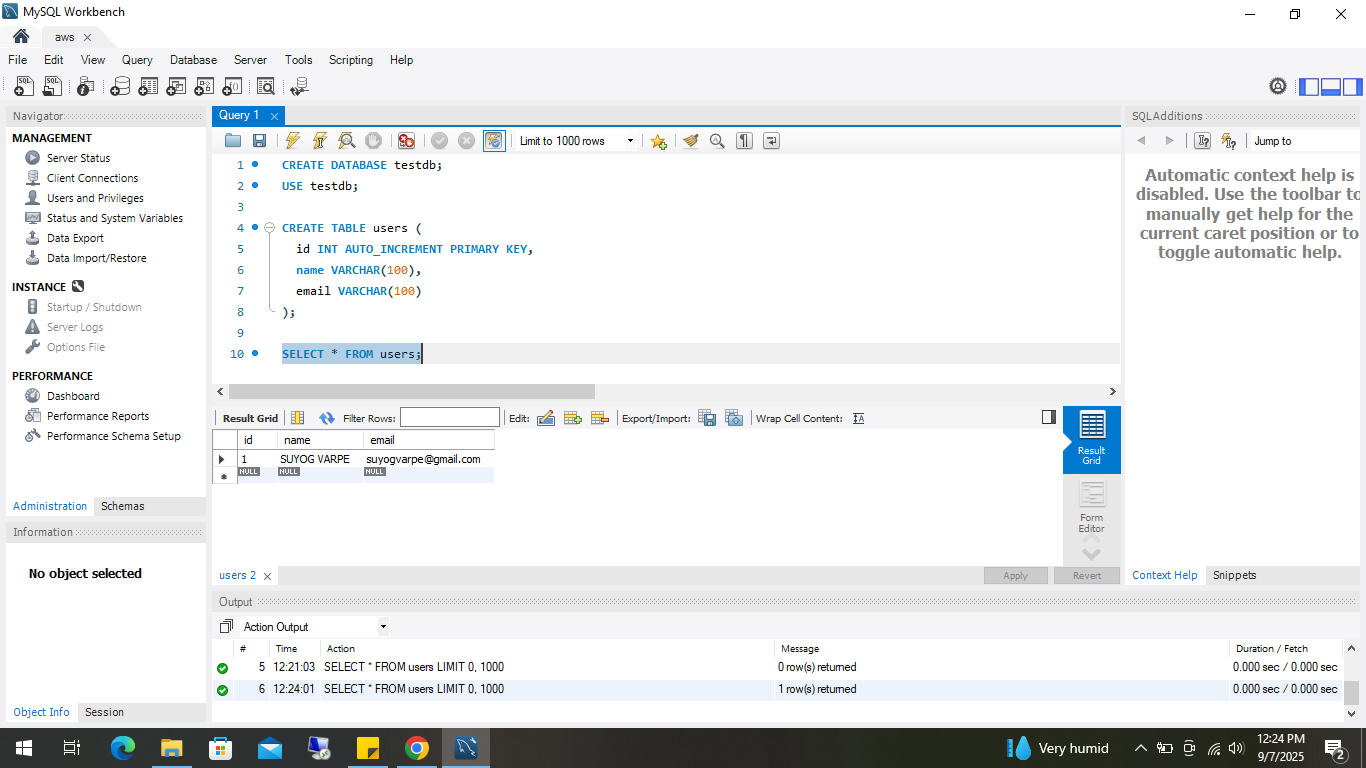 MySQL Workbench
aws
File Edit View Query Database Server Tools Scripting Help
Navigator
MANAGEMENT
Server Status
Client Connections
Users and Privileges
Status and System Variables
Data Export
Data Import/Restore
INSTANCE
Startup / Shutdown
Server Logs
Options File
PERFORMANCE
Dashboard
Performance Reports
Performance Schema Setup
Administration Schemas
Information
No object selected
Object Info Session
Query 1
Limit to 1000 rows
1 CREATE DATABASE testdb;
2 USE testdb;
3
4 CREATE TABLE users (
5 id INT AUTO_INCREMENT PRIMARY KEY,
6 name VARCHAR(100),
7 email VARCHAR(100)
8 );
9
10 SELECT * FROM users;
Result Grid Filter Rows: Edit: Export/Import: Wrap Cell Content:
id name email
1 SUYOG VARPE suyogvarpe@gmail.com
NULL NULL NULL
Result
Grid
Form
Editor
users 2
Apply Revert
SQLAdditions
Jump to
Automatic context help is
disabled. Use the toolbar to
manually get help for the
current caret position or to
toggle automatic help.
Context Help Snippets
Output
Action Output
# Time Action Message Duration / Fetch
5 12:21:03 SELECT * FROM users LIMIT 0, 1000 0 row(s) returned 0.000 sec / 0.000 sec
6 12:24:01 SELECT * FROM users LIMIT 0, 1000 1 row(s) returned 0.000 sec / 0.000 sec
Very humid
12:24 PM
9/7/2025
2